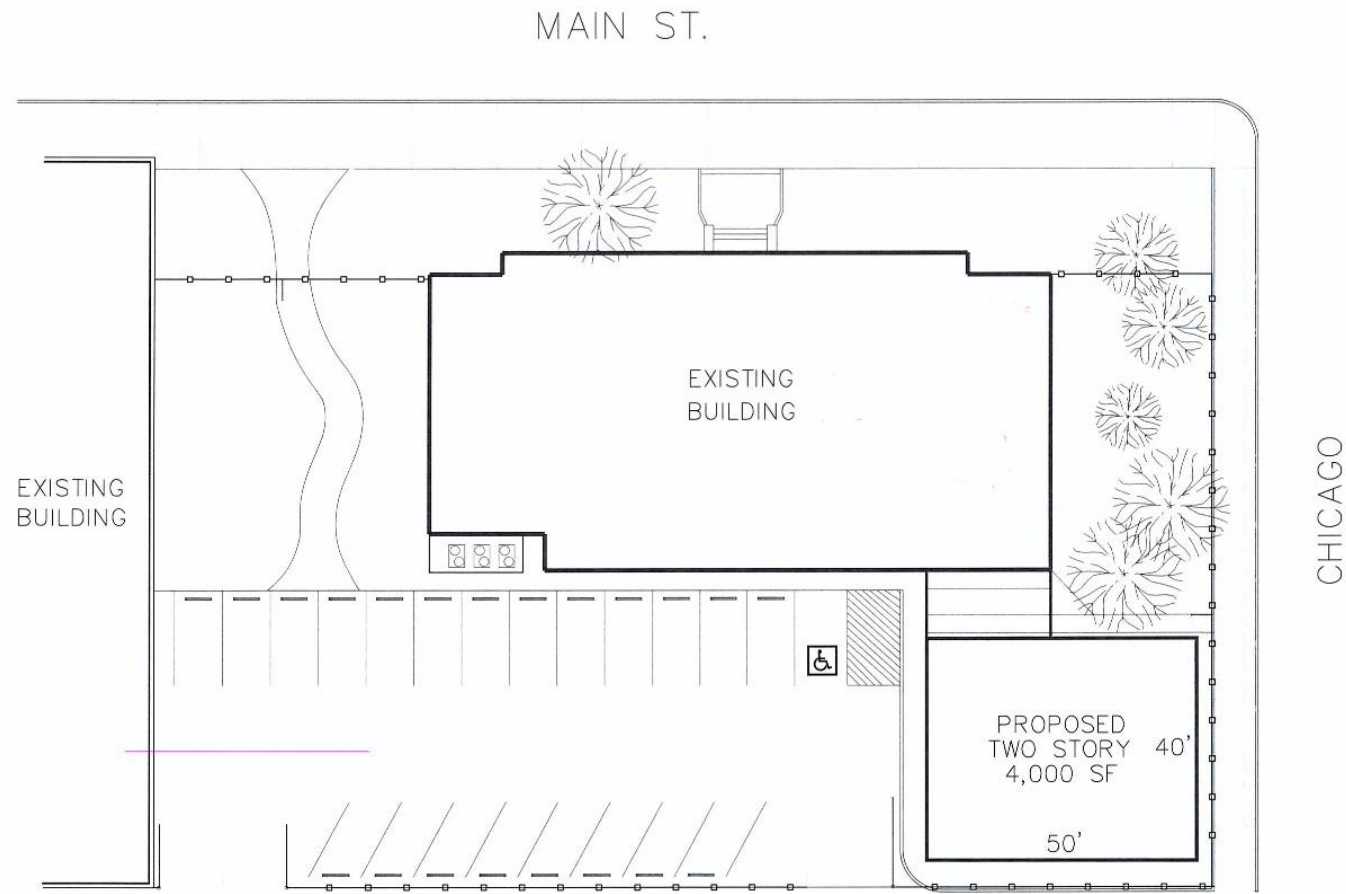 MAIN ST.
EXISTING
BUILDING
EXISTING
BUILDING
CHICAGO
PROPOSED
TWO STORY
4,000 SF
40'
50'